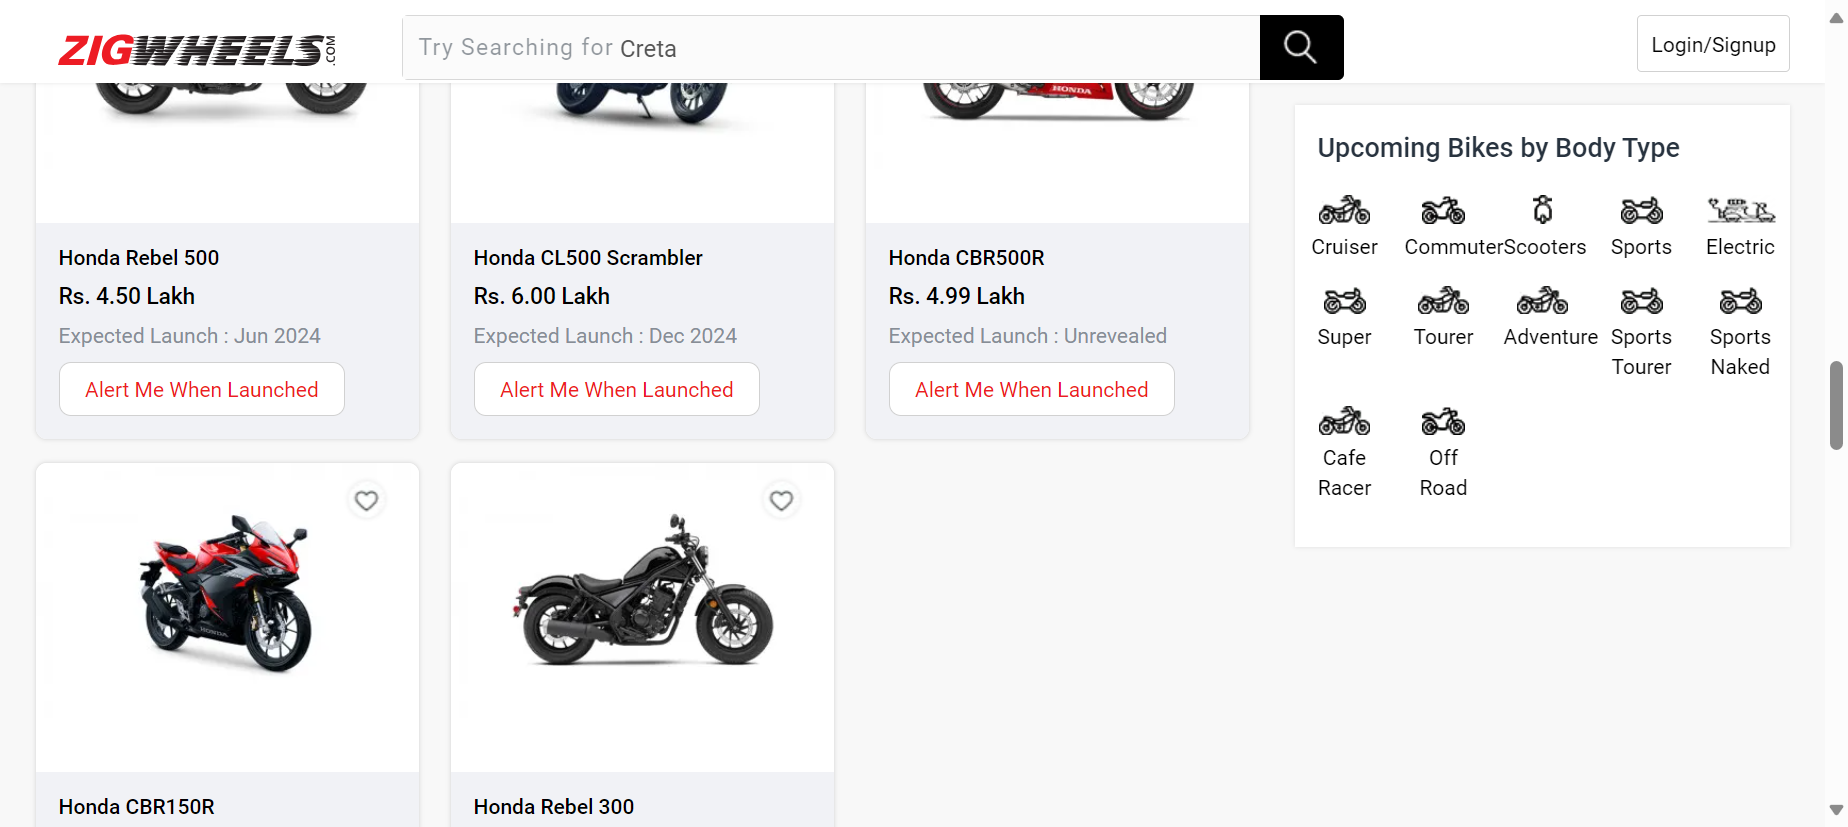 ZIGWHEELS.COM
Try Searching for Creta
Login/Signup
HONDA
Honda Rebel 500
Rs. 4.50 Lakh
Expected Launch : Jun 2024
Alert Me When Launched
Honda CL500 Scrambler
Rs. 6.00 Lakh
Expected Launch : Dec 2024
Alert Me When Launched
Honda CBR500R
Rs. 4.99 Lakh
Expected Launch : Unrevealed
Alert Me When Launched
HONDA
Honda CBR150R
Honda Rebel 300
Upcoming Bikes by Body Type
Cruiser
Commuter
Scooters
Sports
Electric
Super
Tourer
Adventure
Sports
Tourer
Sports
Naked
Cafe
Racer
Off
Road